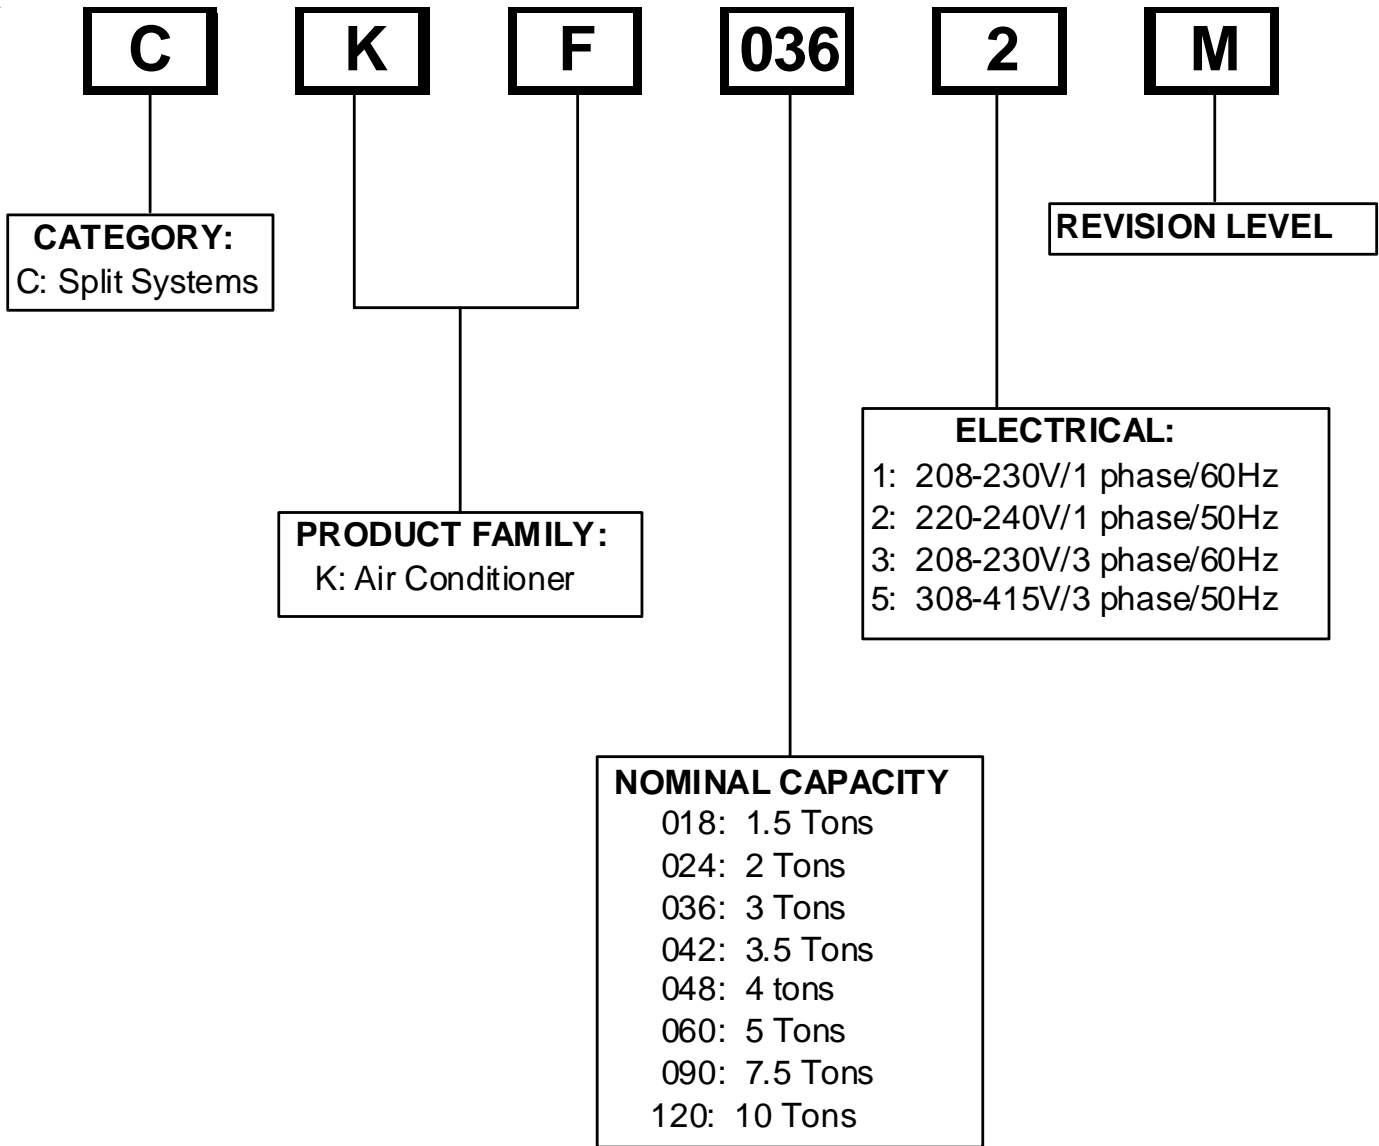 C K F 036 2 M
CATEGORY:
C: Split Systems
REVISION LEVEL
PRODUCT FAMILY:
K: Air Conditioner
ELECTRICAL:
1: 208-230V/1 phase/60Hz
2: 220-240V/1 phase/50Hz
3: 208-230V/3 phase/60Hz
5: 308-415V/3 phase/50Hz
NOMINAL CAPACITY
018: 1.5 Tons
024: 2 Tons
036: 3 Tons
042: 3.5 Tons
048: 4 tons
060: 5 Tons
090: 7.5 Tons
120: 10 Tons